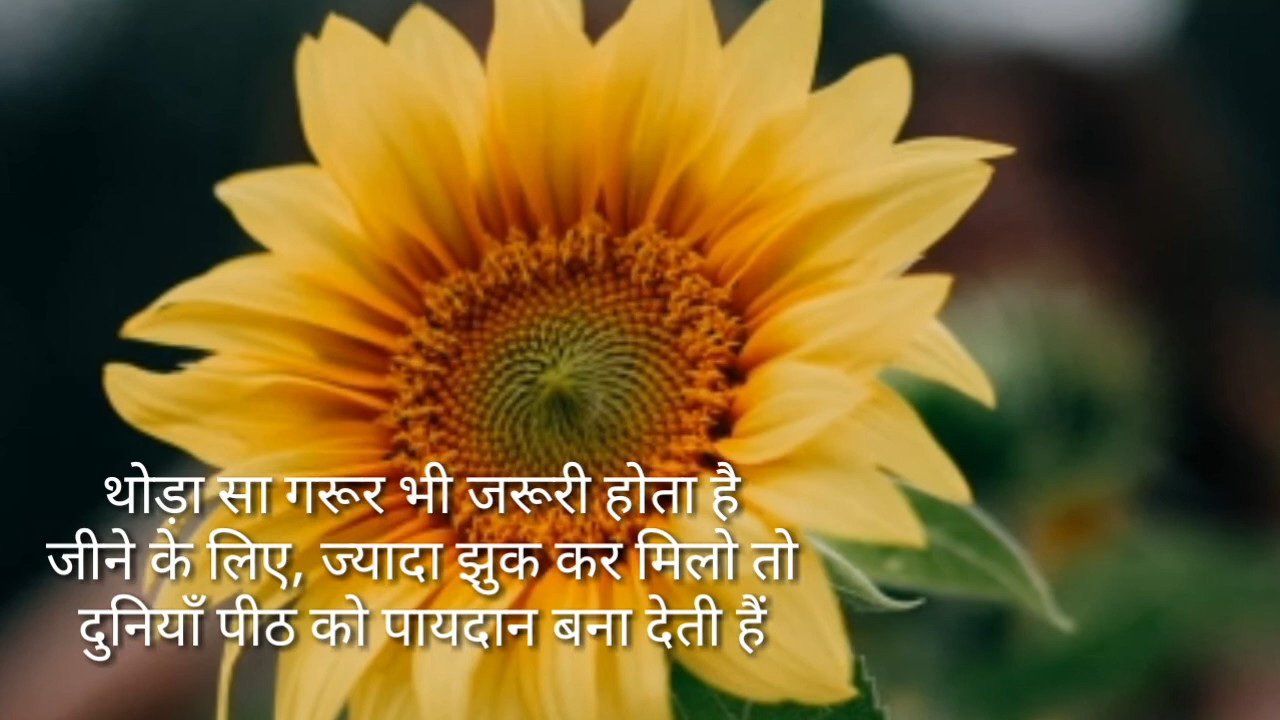 थोड़ा सा गरूर भी जरूरी होता है
जीने के लिए, ज्यादा झुक कर मिलो तो
दुनियाँ पीठ को पायदान बना देती हैं